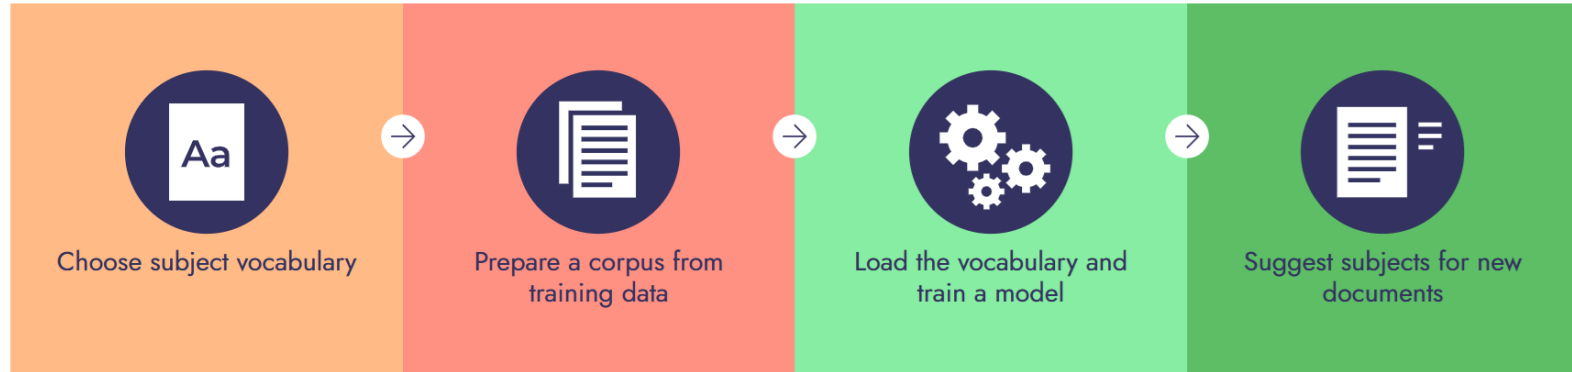 Aa
Choose subject vocabulary
Prepare a corpus from
training data
Load the vocabulary and
train a model
Suggest subjects for new
documents